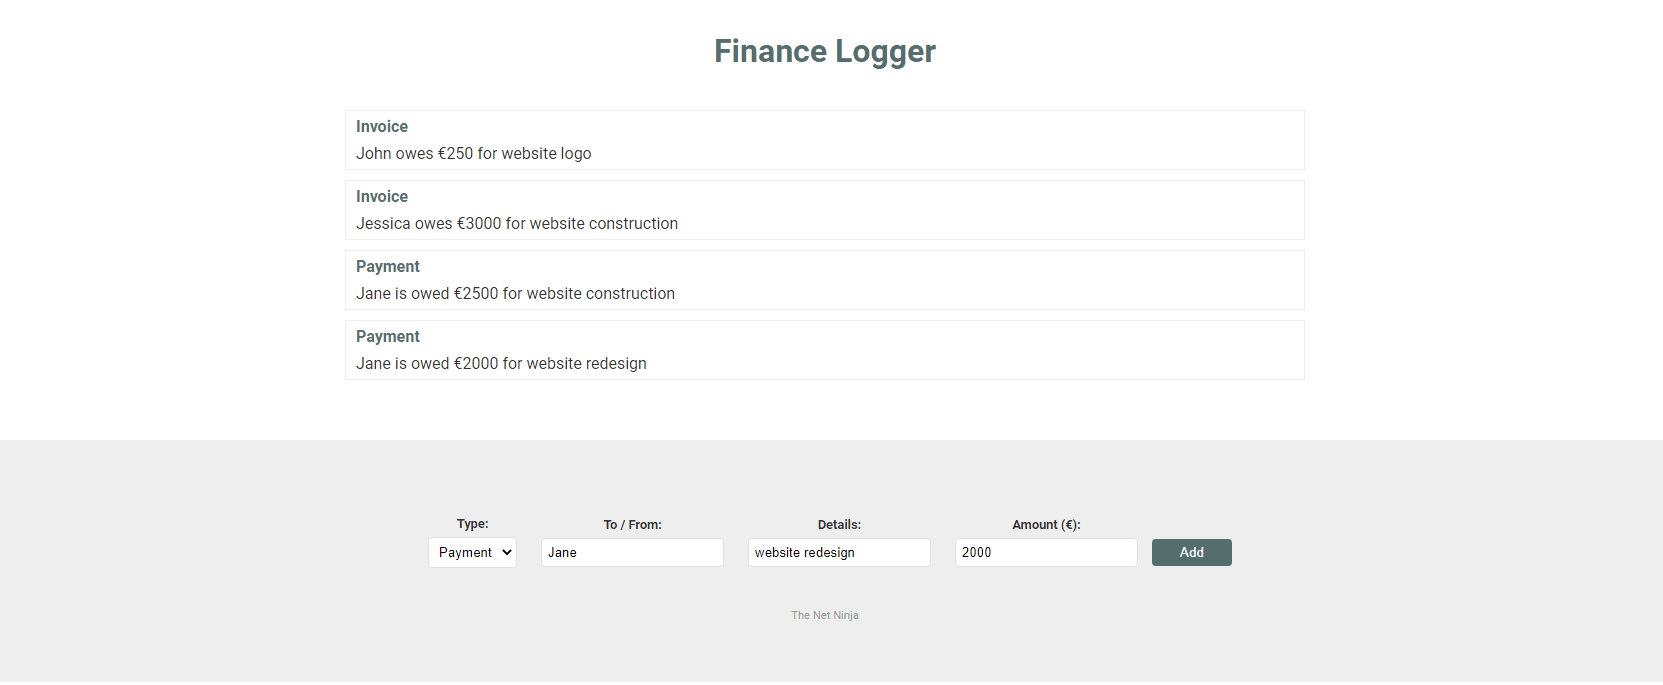 Finance Logger
Invoice
John owes €250 for website logo
Invoice
Jessica owes €3000 for website construction
Payment
Jane is owed €2500 for website construction
Payment
Jane is owed €2000 for website redesign
Type: To / From: Details: Amount (€):
Payment Jane website redesign 2000 Add
The Net Ninja